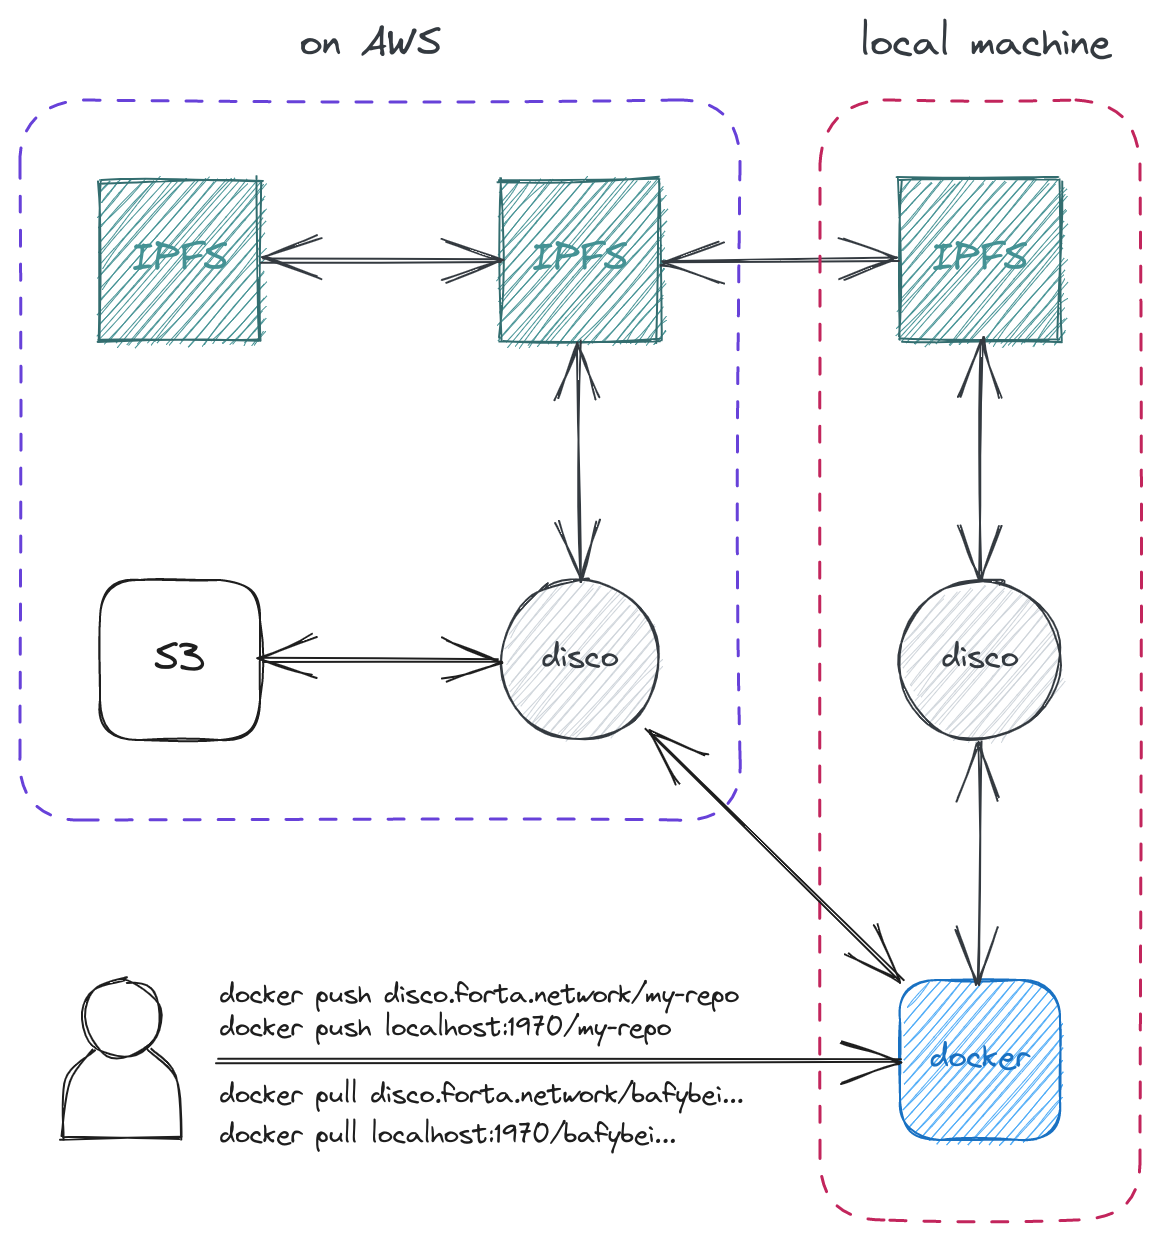 on AWS
local machine
IPFS
IPFS
IPFS
S3
disco
disco
docker push disco.forta.network/my-repo
docker push localhost:1970/my-repo
docker
docker pull disco.forta.network/bafybei...
docker pull localhost:1970/bafybei...